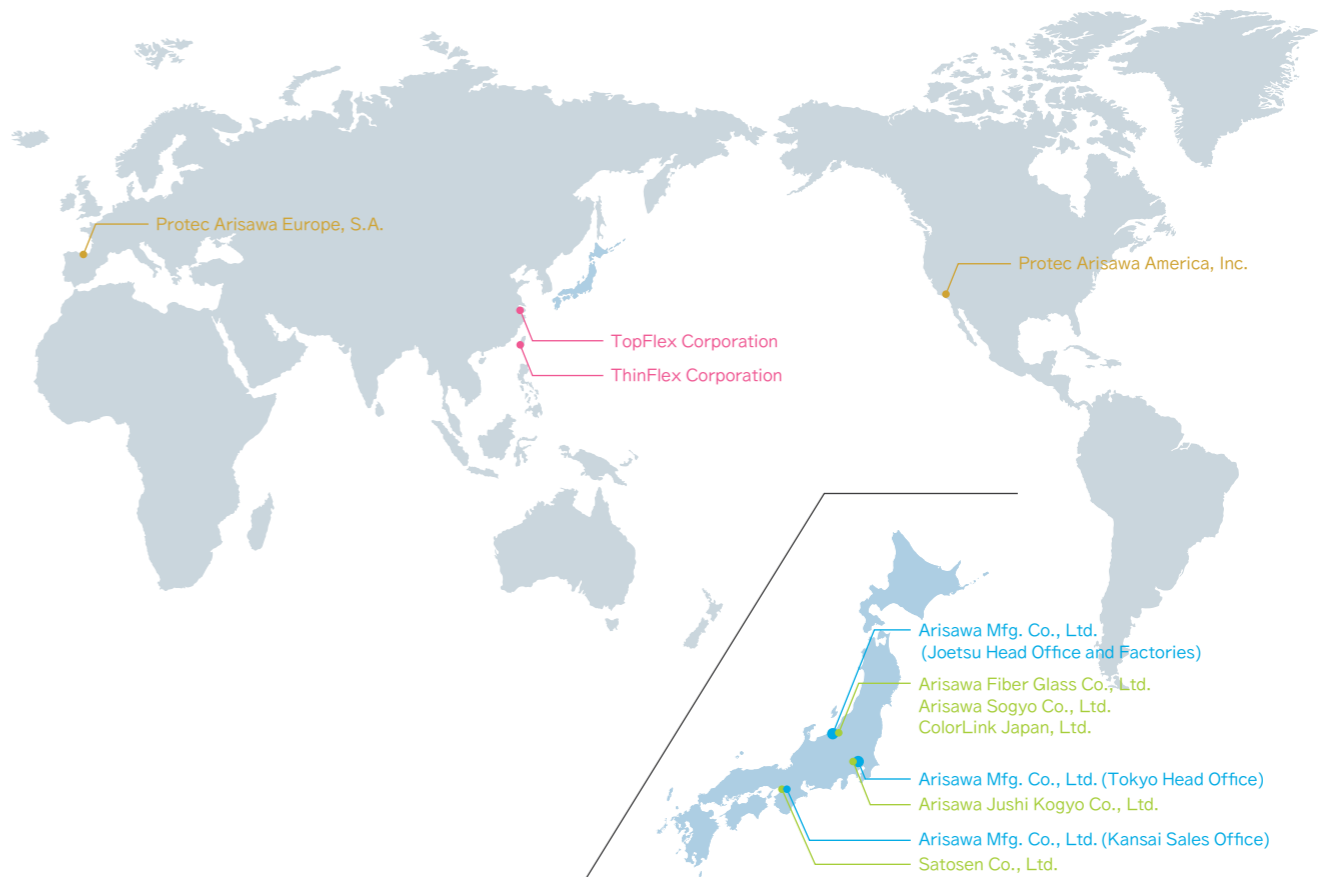 Protec Arisawa Europe, S.A.
Protec Arisawa America, Inc.
TopFlex Corporation
ThinFlex Corporation
Arisawa Mfg. Co., Ltd.
(Joetsu Head Office and Factories)
Arisawa Fiber Glass Co., Ltd.
Arisawa Sogyo Co., Ltd.
ColorLink Japan, Ltd.
Arisawa Mfg. Co., Ltd. (Tokyo Head Office)
Arisawa Jushi Kogyo Co., Ltd.
Arisawa Mfg. Co., Ltd. (Kansai Sales Office)
Satosen Co., Ltd.